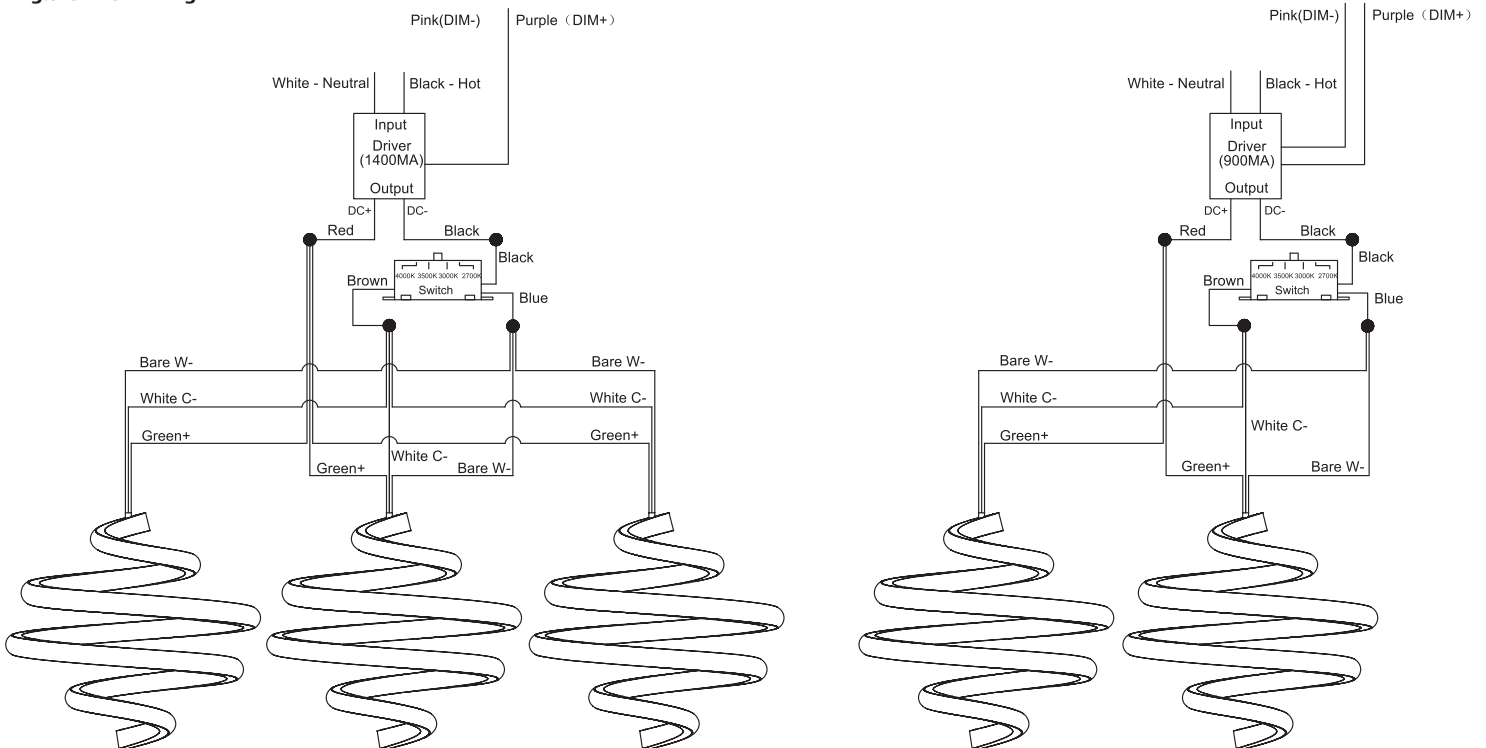 Pink(DIM-) Purple（DIM+）
White - Neutral Black - Hot
Input
Driver
(1400MA)
Output
DC+ DC-
Red Black
Black
4000K 3500K 3000K 2700K
Switch
Brown
Blue
Bare W- Bare W-
White C- White C-
Green+ Green+
White C-
Green+ Bare W-
Pink(DIM-) Purple（DIM+）
White - Neutral Black - Hot
Input
Driver
(900MA)
Output
DC+ DC-
Red Black
Black
4000K 3500K 3000K 2700K
Switch
Brown
Blue
Bare W-
White C-
White C-
Green+
Green+ Bare W-